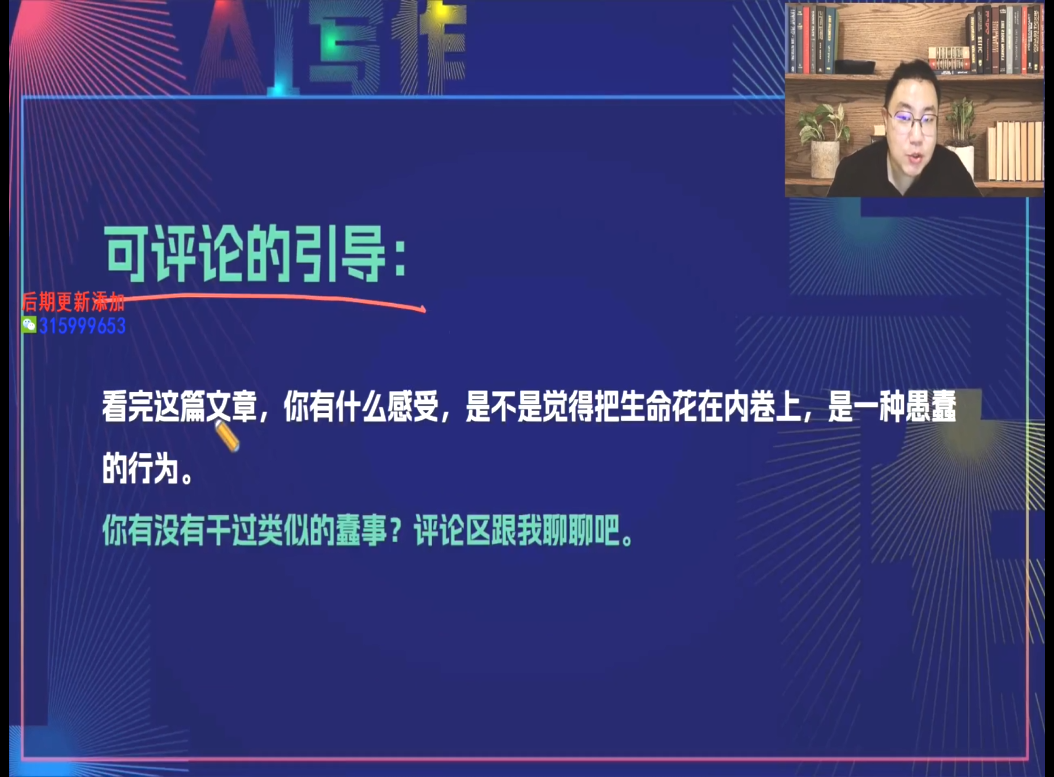 AI写作
可评论的引导：
后期更新添加
315999653
看完这篇文章，你有什么感受，是不是觉得把生命花在内卷上，是一种愚蠢
的行为。
你有没有干过类似的蠢事？评论区跟我聊聊吧。